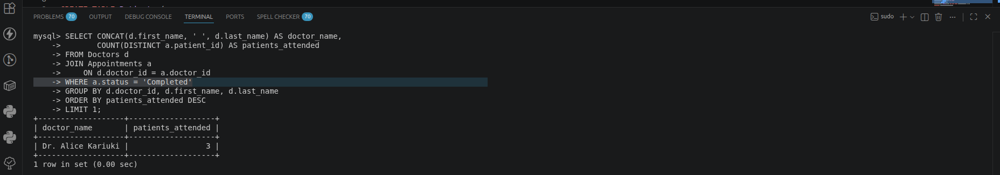 PROBLEMS 70 OUTPUT DEBUG CONSOLE TERMINAL PORTS SPELL CHECKER 70 sudo
mysql> SELECT CONCAT(d.first_name, ' ', d.last_name) AS doctor_name,
    ->        COUNT(DISTINCT a.patient_id) AS patients_attended
    -> FROM Doctors d
    -> JOIN Appointments a
    ->     ON d.doctor_id = a.doctor_id
    -> WHERE a.status = 'Completed'
    -> GROUP BY d.doctor_id, d.first_name, d.last_name
    -> ORDER BY patients_attended DESC
    -> LIMIT 1;
+-------------------+-------------------+
| doctor_name       | patients_attended |
+-------------------+-------------------+
| Dr. Alice Kariuki |                 3 |
+-------------------+-------------------+
1 row in set (0.00 sec)